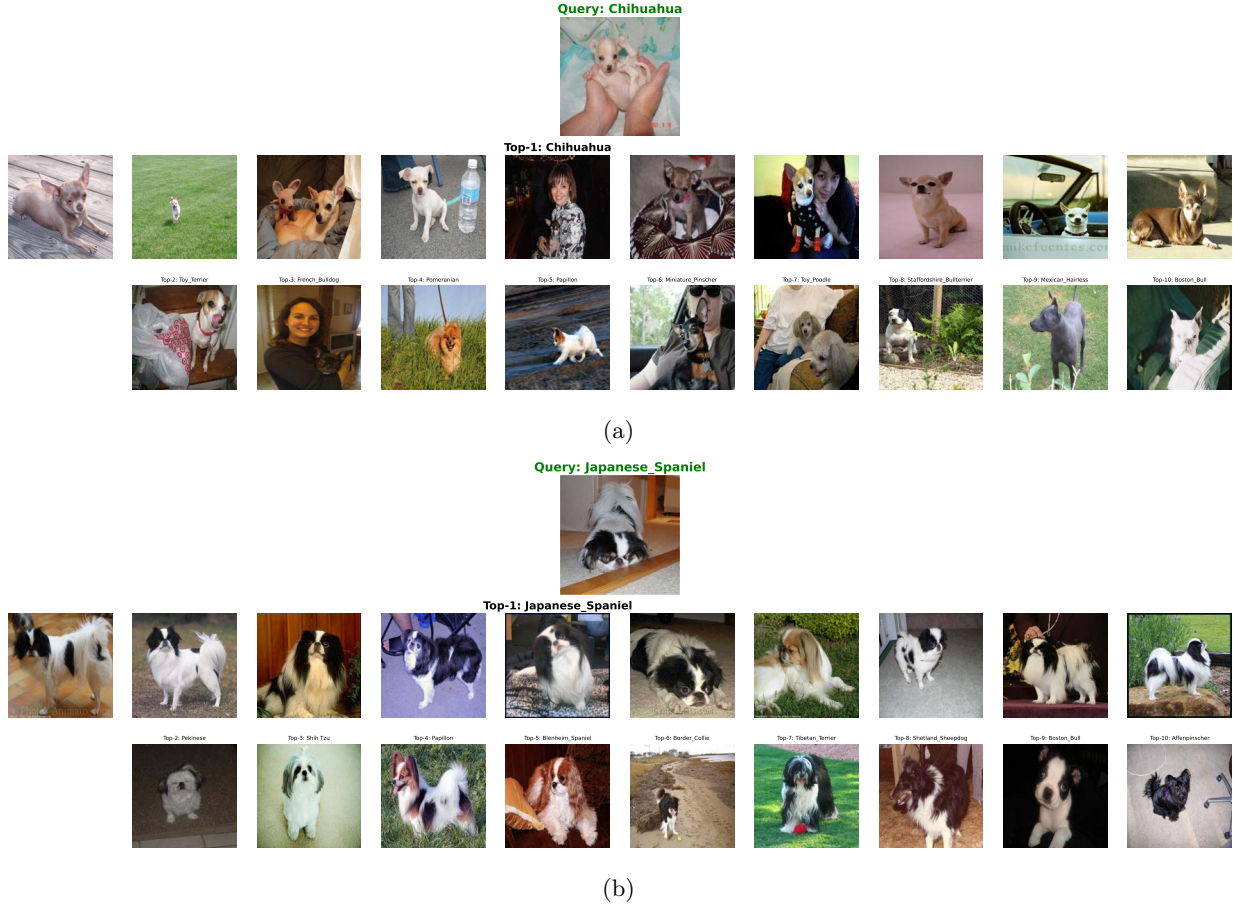 Query: Chihuahua
Top-1: Chihuahua
Top-2: Toy_Terrier
Top-3: French_Bulldog
Top-4: Pomeranian
Top-5: Papillon
Top-6: Miniature_Pinscher
Top-7: Toy_Poodle
Top-8: Staffordshire_Bullterrier
Top-9: Mexican_Hairless
Top-10: Boston_Bull
(a)
Query: Japanese_Spaniel
Top-1: Japanese_Spaniel
Top-2: Pekinese
Top-3: Shih Tzu
Top-4: Papillon
Top-5: Blenheim_Spaniel
Top-6: Border_Collie
Top-7: Tibetan_Terrier
Top-8: Shetland_Sheepdog
Top-9: Boston_Bull
Top-10: Affenpinscher
(b)